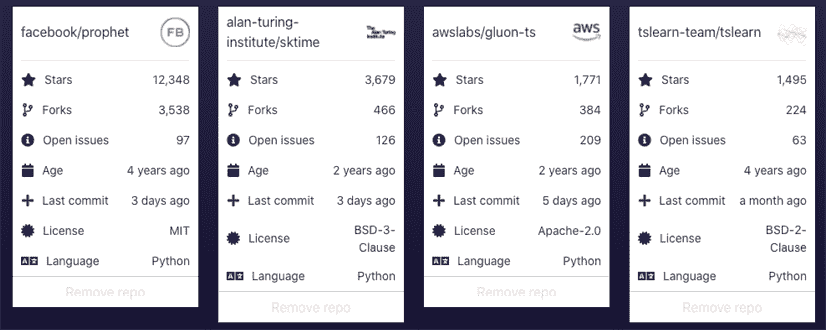 facebook/prophet
FB
Stars 12,348
Forks 3,538
Open issues 97
Age 4 years ago
Last commit 3 days ago
License MIT
Language Python
Remove repo
alan-turing-
institute/sktime
The
Alan Turing
Institute
Stars 3,679
Forks 466
Open issues 126
Age 2 years ago
Last commit 3 days ago
License BSD-3-
Clause
Language Python
Remove repo
awslabs/gluon-ts
aws
Stars 1,771
Forks 384
Open issues 209
Age 2 years ago
Last commit 5 days ago
License Apache-2.0
Language Python
Remove repo
tslearn-team/tslearn
Stars 1,495
Forks 224
Open issues 63
Age 4 years ago
Last commit a month ago
License BSD-2-
Clause
Language Python
Remove repo